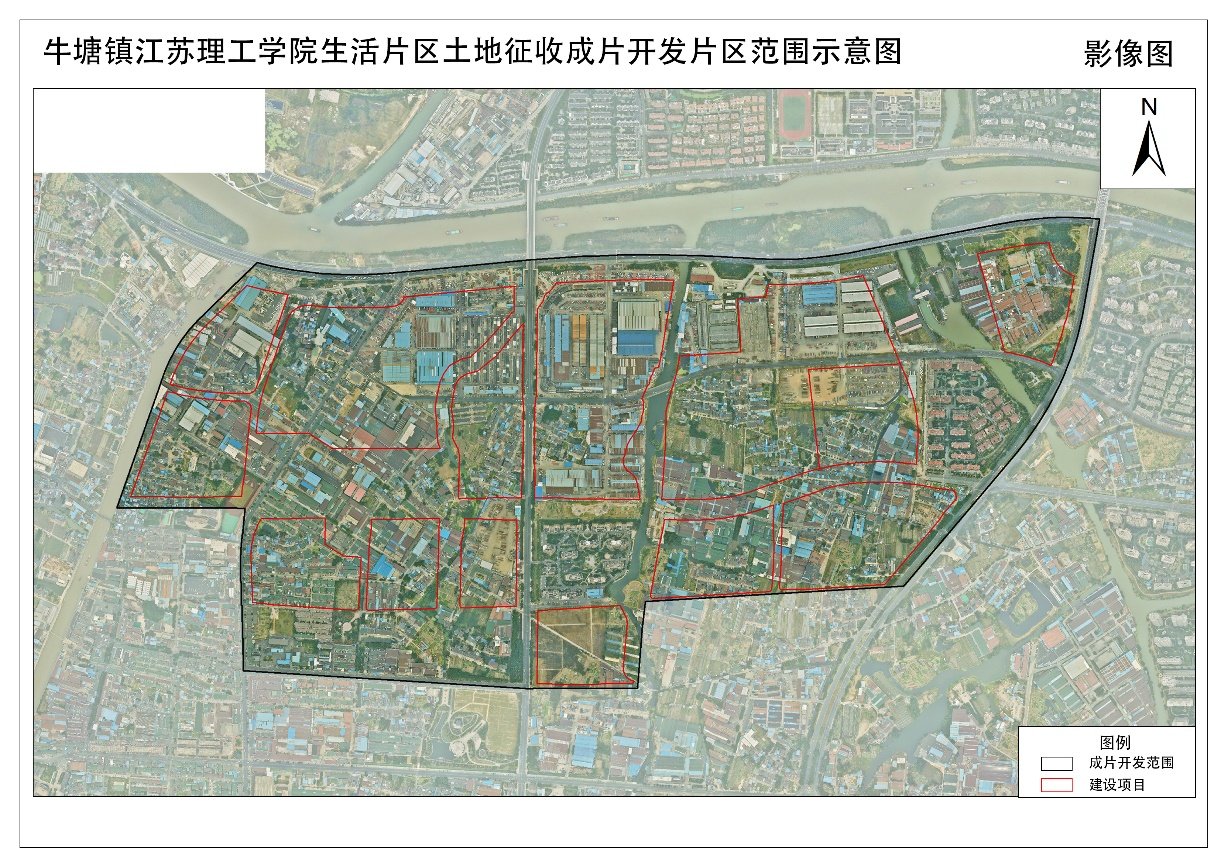 牛塘镇江苏理工学院生活片区土地征收成片开发片区范围示意图
影像图
N
图例
成片开发范围
建设项目